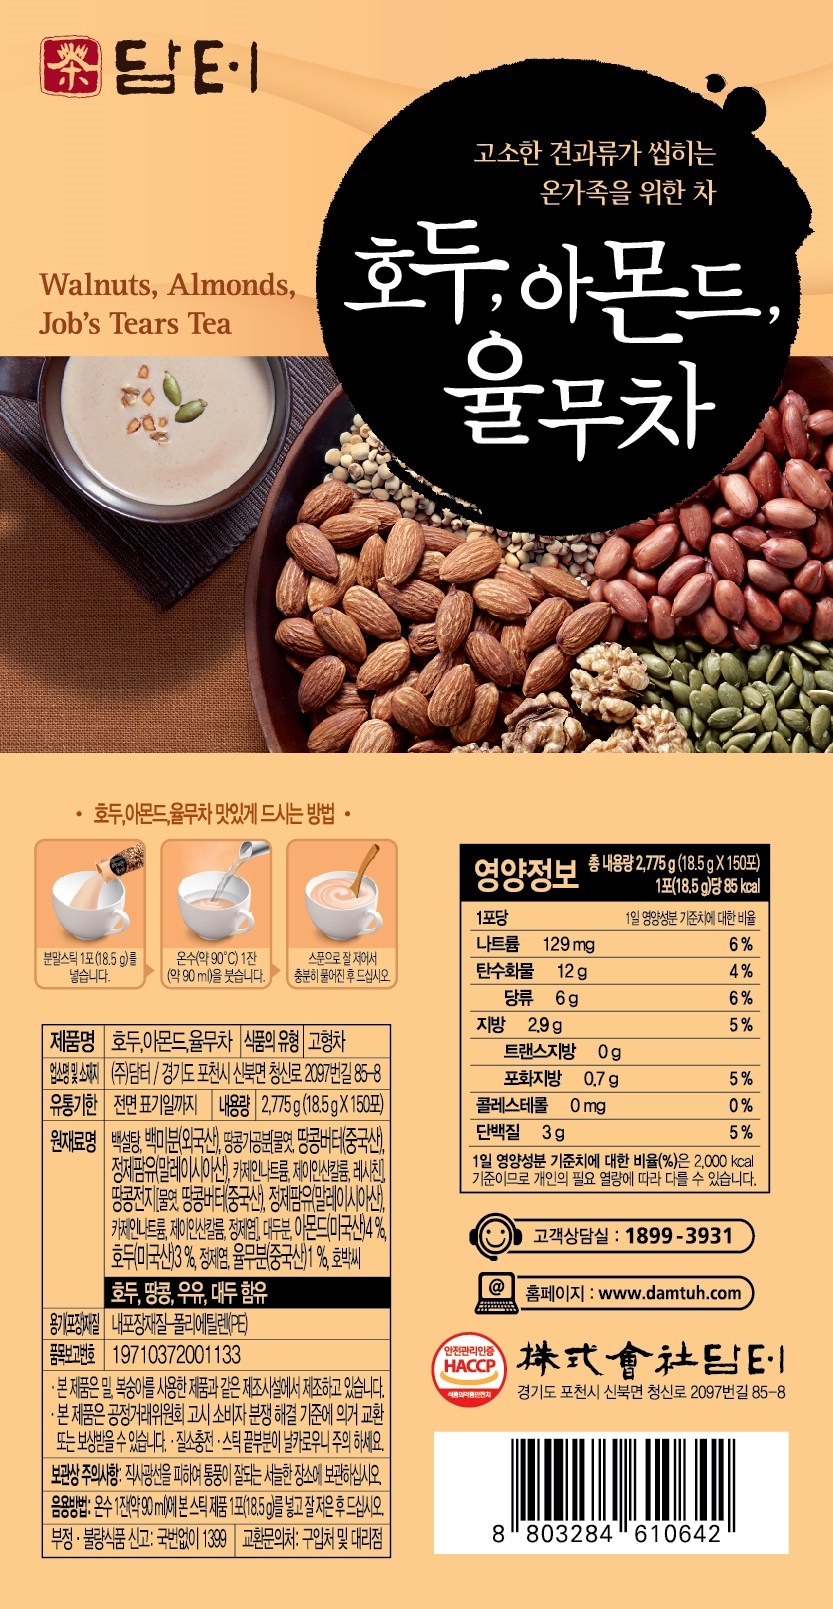 茶 담터
고소한 견과류가 씹히는
온가족을 위한 차
호두, 아몬드,
율무차
Walnuts, Almonds,
Job's Tears Tea
• 호두,아몬드,율무차 맛있게 드시는 방법 •
분말스틱 1포(18.5 g)를
넣습니다.
온수(약 90°C) 1잔
(약 90 ml)을 붓습니다.
스푼으로 잘 저어서
충분히 풀어진 후 드십시오.
제품명 호두,아몬드,율무차 식품의 유형 고형차
업소명 및 소재지 (주)담터 / 경기도 포천시 신북면 청신로 2097번길 85-8
유통기한 전면 표기일까지 내용량 2,775 g (18.5 g X 150포)
원재료명 백설탕, 백미분(외국산), 땅콩가공분[물엿, 땅콩버터(중국산),
정제팜유(말레이시아산), 카제인나트륨, 제이인산칼륨, 레시친],
땅콩전지[물엿, 땅콩버터(중국산), 정제팜유(말레이시아산),
카제인나트륨, 제이인산칼륨, 정제염], 대두분, 아몬드(미국산)4 %,
호두(미국산)3 %, 정제염, 율무분(중국산)1 %, 호박씨
호두, 땅콩, 우유, 대두 함유
용기(포장)재질 내포장재질-폴리에틸렌(PE)
품목보고번호 19710372001133
· 본 제품은 밀, 복숭아를 사용한 제품과 같은 제조시설에서 제조하고 있습니다.
· 본 제품은 공정거래위원회 고시 소비자 분쟁 해결 기준에 의거 교환
또는 보상받을 수 있습니다. · 질소충전 · 스틱 끝부분이 날카로우니 주의 하세요.
보관상 주의사항: 직사광선을 피하여 통풍이 잘되는 서늘한 장소에 보관하십시오.
음용방법: 온수 1잔(약 90 ml)에 본 스틱 제품 1포(18.5 g)를 넣고 잘 저은 후 드십시오.
부정 · 불량식품 신고: 국번없이 1399 교환문의처: 구입처 및 대리점
영양정보 총 내용량 2,775 g (18.5 g X 150포)
1포(18.5 g)당 85 kcal
1포당 1일 영양성분 기준치에 대한 비율
나트륨 129 mg 6 %
탄수화물 12 g 4 %
당류 6 g 6 %
지방 2.9 g 5 %
트랜스지방 0 g
포화지방 0.7 g 5 %
콜레스테롤 0 mg 0 %
단백질 3 g 5 %
1일 영양성분 기준치에 대한 비율(%)은 2,000 kcal
기준이므로 개인의 필요 열량에 따라 다를 수 있습니다.
고객상담실 : 1899-3931
@ 홈페이지 : www.damtuh.com
안전관리인증
HACCP
식품의약품안전처
株式會社담터
경기도 포천시 신북면 청신로 2097번길 85-8
8 803284 610642